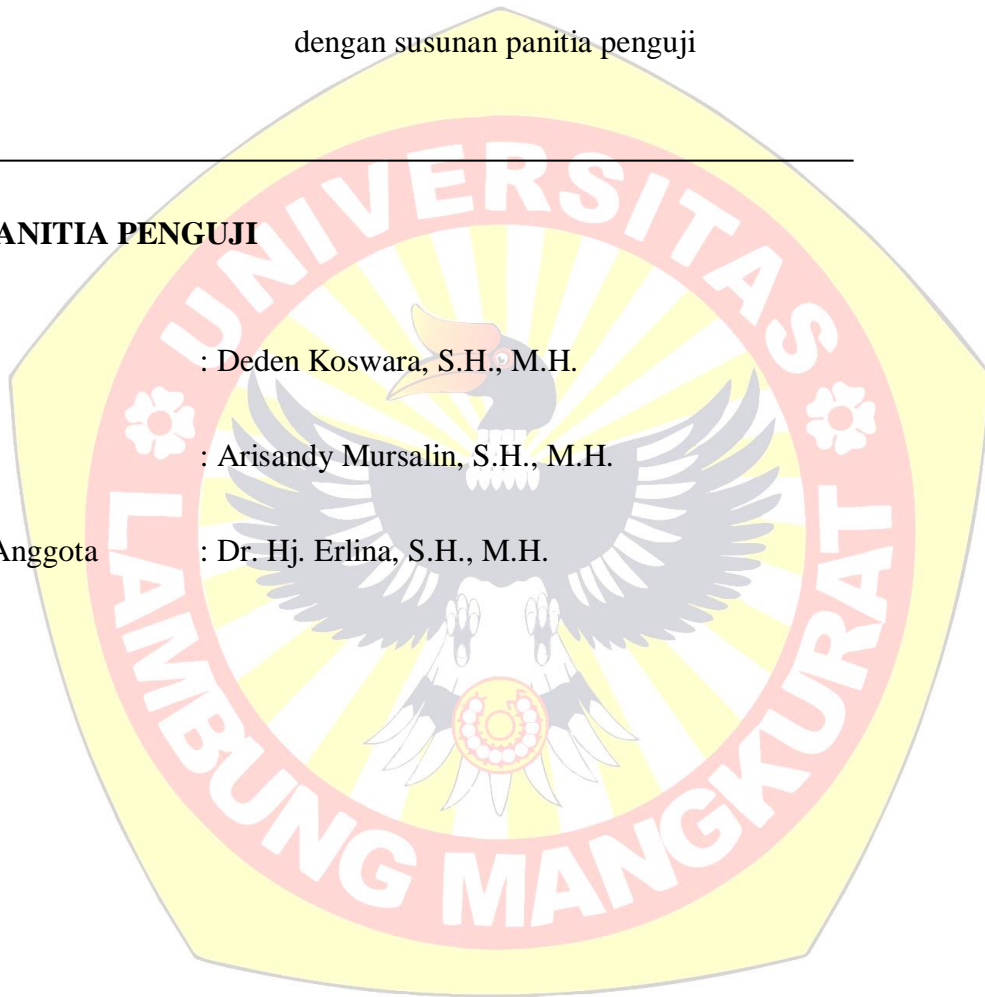 dengan susunan panitia penguji
ANITIA PENGUJI
: Deden Koswara, S.H., M.H.
: Arisandy Mursalin, S.H., M.H.
Anggota : Dr. Hj. Erlina, S.H., M.H.
UNIVERSITAS
LAMBUNG MANGKURAT